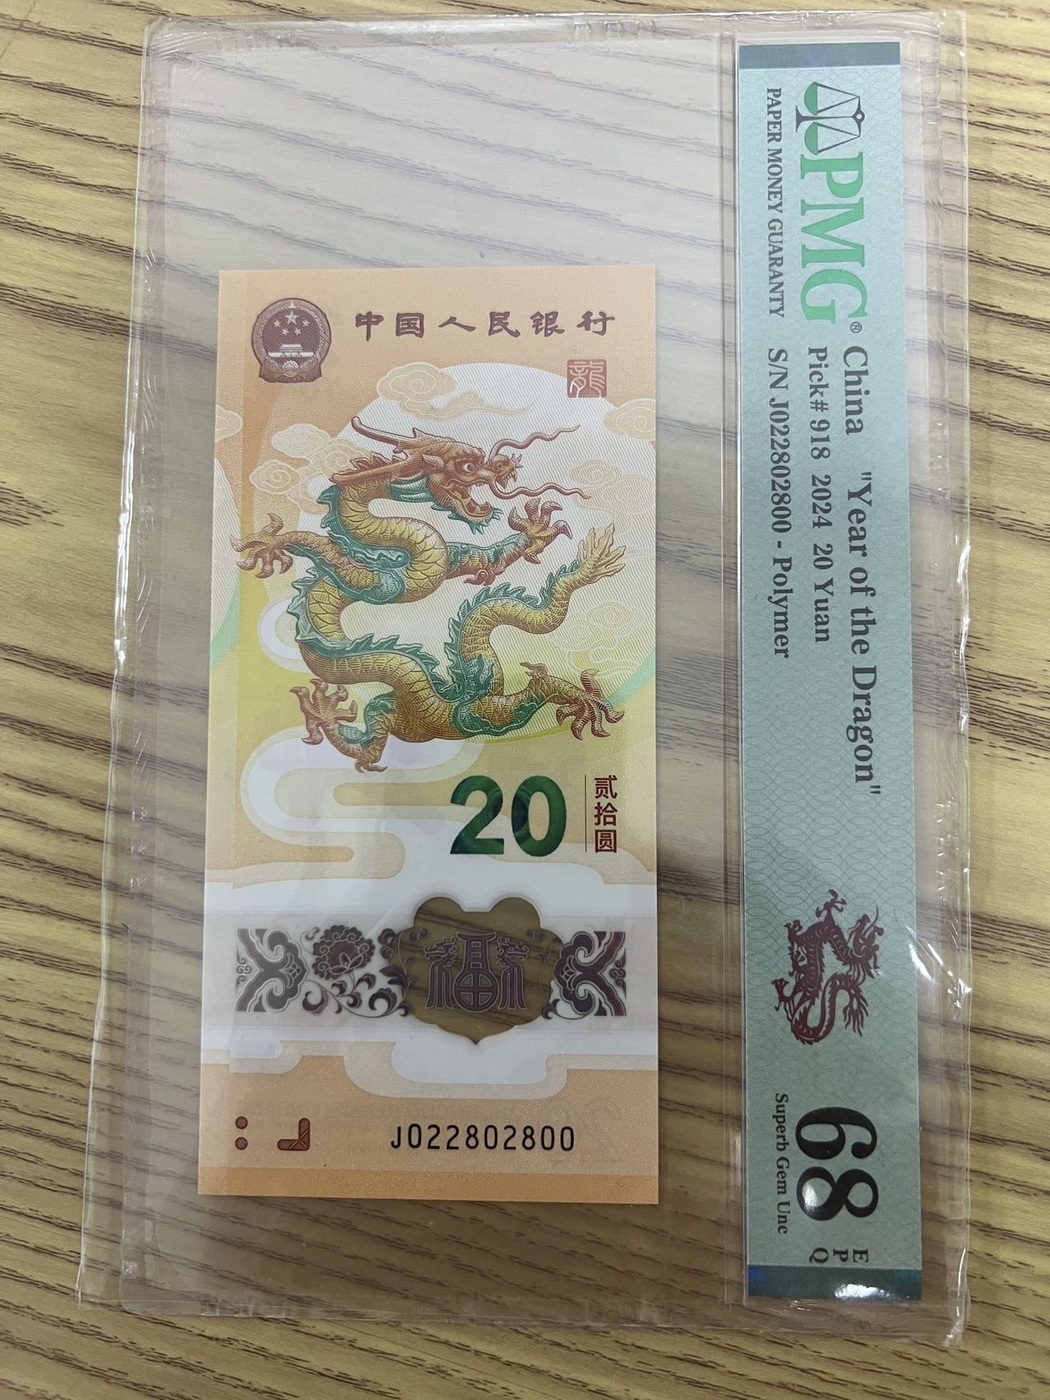 中国人民银行
龍
20
贰拾圆
福
J022802800
PMG®
PAPER MONEY GUARANTY
China "Year of the Dragon"
Pick# 918 2024 20 Yuan
S/N J022802800 - Polymer
68
EPQ
Superb Gem Unc